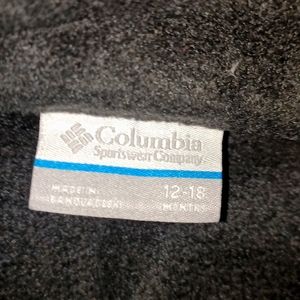 Columbia
Sportswear Company
MADE IN
BANGLADESH
12-18
MONTHS